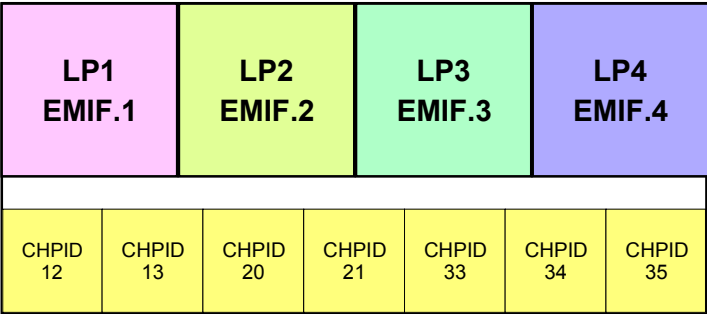 LP1
EMIF.1
LP2
EMIF.2
LP3
EMIF.3
LP4
EMIF.4
CHPID
12
CHPID
13
CHPID
20
CHPID
21
CHPID
33
CHPID
34
CHPID
35